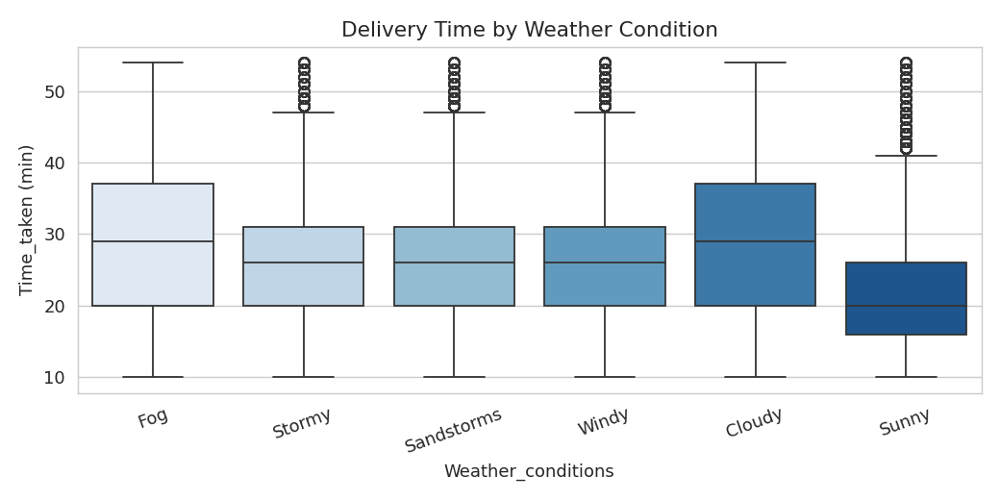 Delivery Time by Weather Condition
Time_taken (min)
50
40
30
20
10
Fog
Stormy
Sandstorms
Windy
Cloudy
Sunny
Weather_conditions